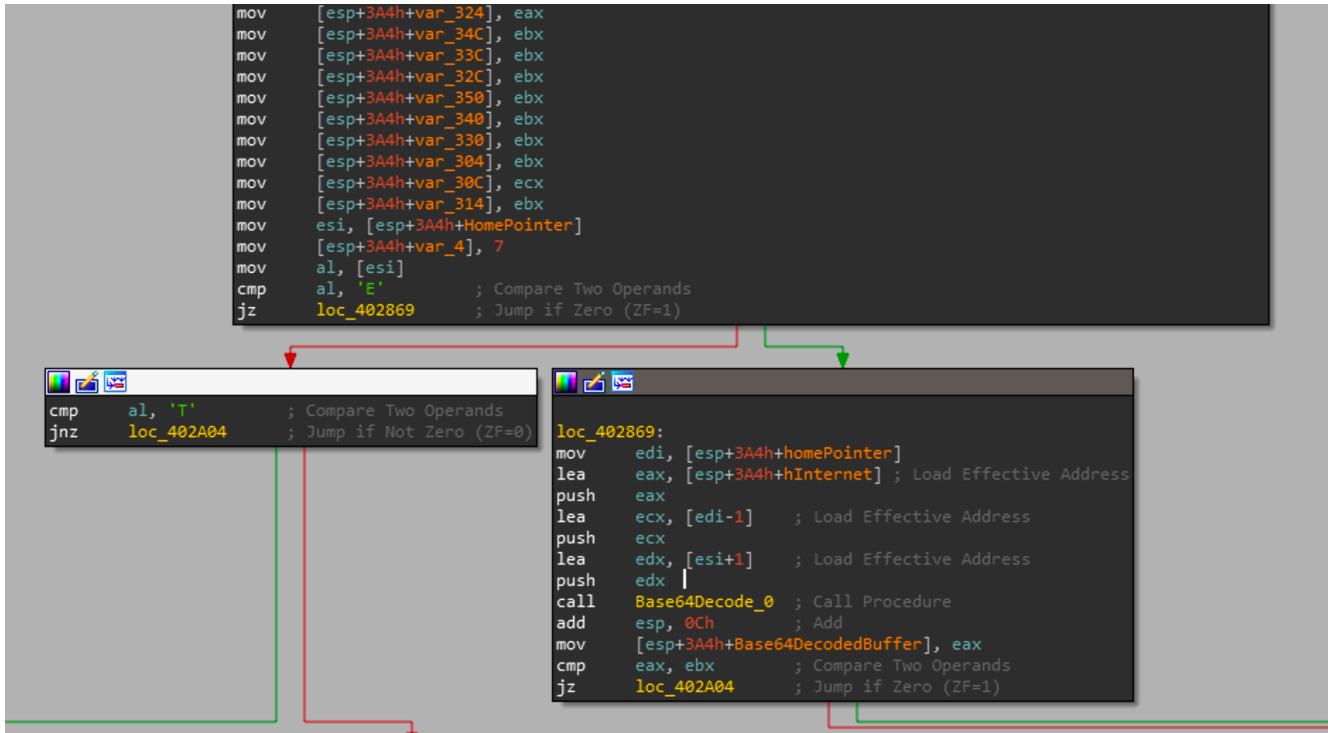 mov [esp+3A4h+var_324], eax
mov [esp+3A4h+var_34C], ebx
mov [esp+3A4h+var_33C], ebx
mov [esp+3A4h+var_32C], ebx
mov [esp+3A4h+var_350], ebx
mov [esp+3A4h+var_340], ebx
mov [esp+3A4h+var_330], ebx
mov [esp+3A4h+var_304], ebx
mov [esp+3A4h+var_30C], ecx
mov [esp+3A4h+var_314], ebx
mov esi, [esp+3A4h+HomePointer]
mov [esp+3A4h+var_4], 7
mov al, [esi]
cmp al, 'E' ; Compare Two Operands
jz loc_402869 ; Jump if Zero (ZF=1)
cmp al, 'T' ; Compare Two Operands
jnz loc_402A04 ; Jump if Not Zero (ZF=0)
loc_402869:
mov edi, [esp+3A4h+homePointer]
lea eax, [esp+3A4h+hInternet] ; Load Effective Address
push eax
lea ecx, [edi-1] ; Load Effective Address
push ecx
lea edx, [esi+1] ; Load Effective Address
push edx
call Base64Decode_0 ; Call Procedure
add esp, 0Ch ; Add
mov [esp+3A4h+Base64DecodedBuffer], eax
cmp eax, ebx ; Compare Two Operands
jz loc_402A04 ; Jump if Zero (ZF=1)